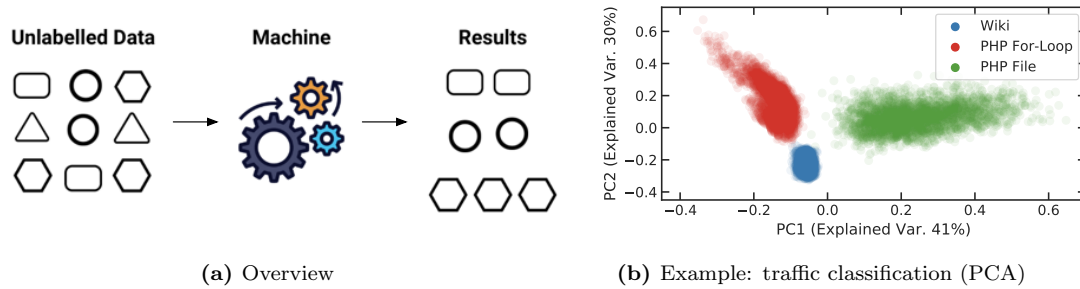 Unlabelled Data
Machine
Results
(a) Overview
PC2 (Explained Var. 30%)
0.6
0.4
0.2
0.0
−0.2
−0.4
Wiki
PHP For-Loop
PHP File
−0.4
−0.2
0.0
0.2
0.4
0.6
PC1 (Explained Var. 41%)
(b) Example: traffic classification (PCA)